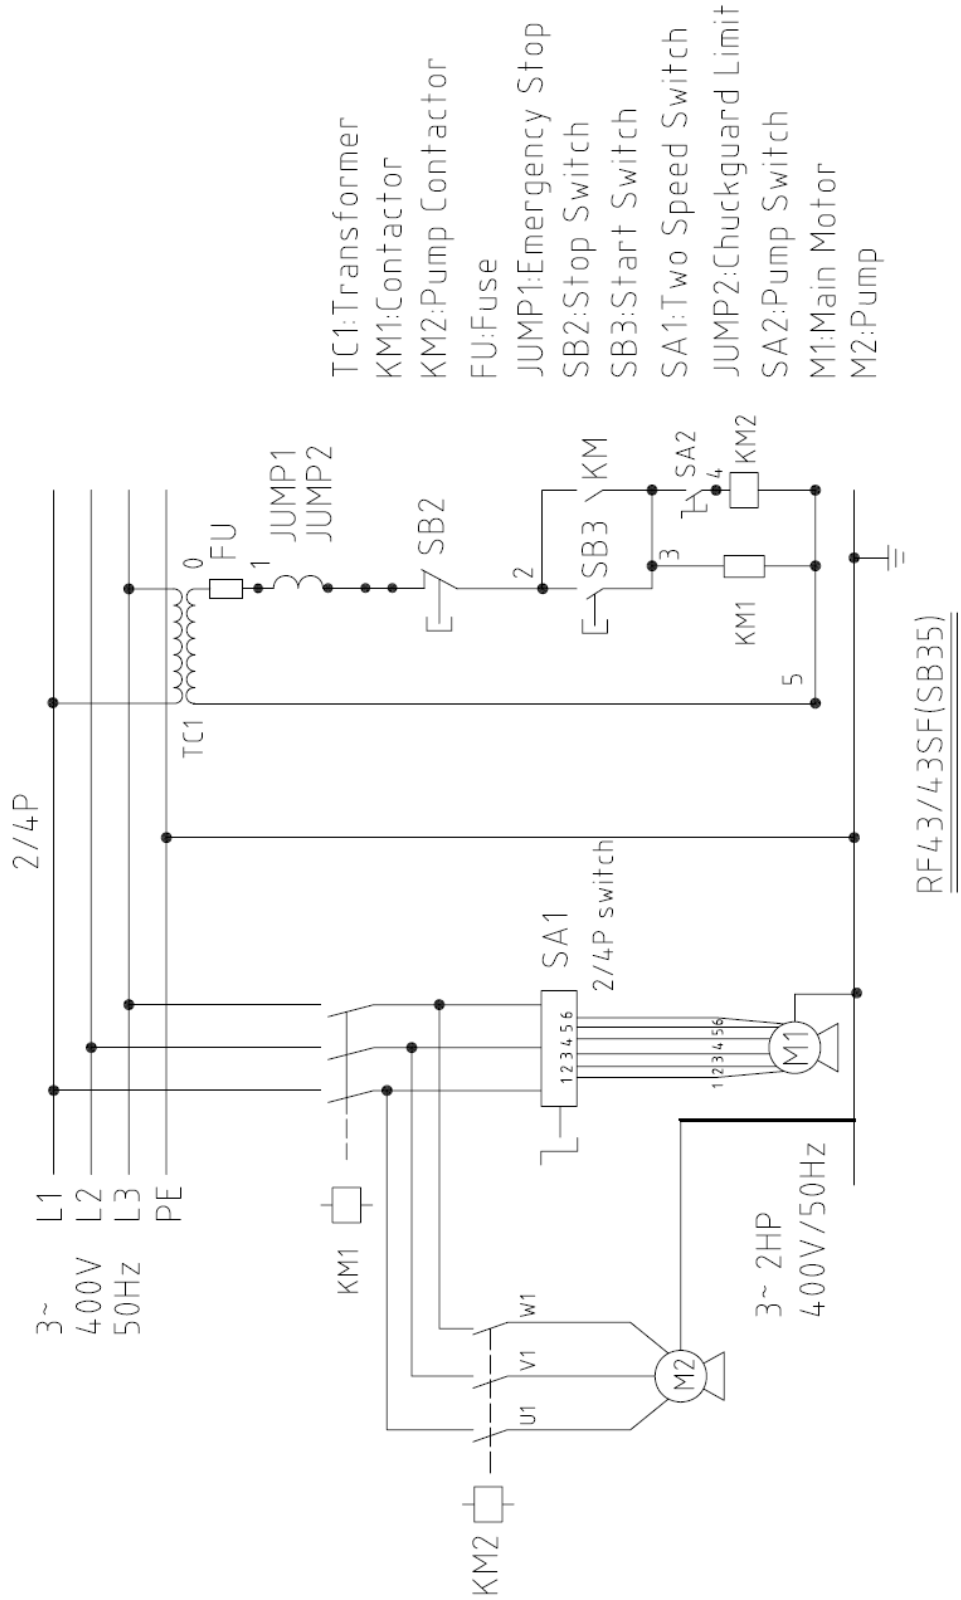 2/4P
3~
400V
50Hz
L1
L2
L3
PE
TC1
0
FU
1
JUMP1
JUMP2
SB2
2
SB3
KM
3
SA2
4
KM2
KM1
5
KM1
SA1
2/4P switch
1 2 3 4 5 6
1 2 3 4 5 6
M1
KM2
U1
V1
W1
M2
3~ 2HP
400V/50Hz
TC1:Transformer
KM1:Contactor
KM2:Pump Contactor
FU:Fuse
JUMP1:Emergency Stop
SB2:Stop Switch
SB3:Start Switch
SA1:Two Speed Switch
JUMP2:Chuckguard Limit
SA2:Pump Switch
M1:Main Motor
M2:Pump
RF43/43SF(SB35)